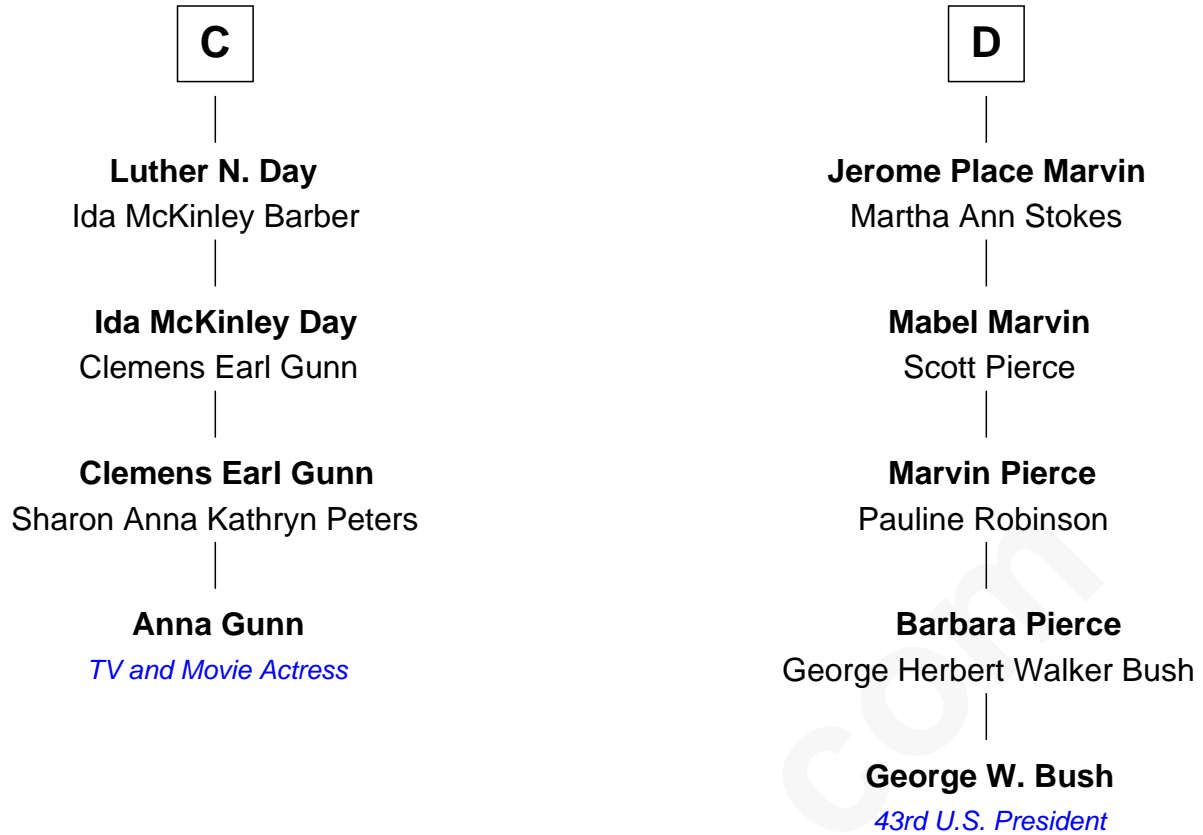 C
Luther N. Day
Ida McKinley Barber
Ida McKinley Day
Clemens Earl Gunn
Clemens Earl Gunn
Sharon Anna Kathryn Peters
Anna Gunn
TV and Movie Actress
D
Jerome Place Marvin
Martha Ann Stokes
Mabel Marvin
Scott Pierce
Marvin Pierce
Pauline Robinson
Barbara Pierce
George Herbert Walker Bush
George W. Bush
43rd U.S. President
com